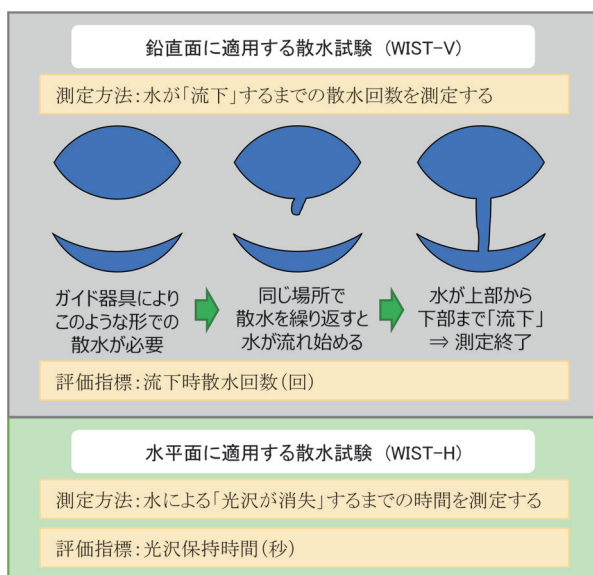 鉛直面に適用する散水試験 (WIST-V)
測定方法:水が「流下」するまでの散水回数を測定する
ガイド器具により
このような形での
散水が必要
同じ場所で
散水を繰り返すと
水が流れ始める
水が上部から
下部まで「流下」
⇒ 測定終了
評価指標:流下時散水回数(回)
水平面に適用する散水試験 (WIST-H)
測定方法:水による「光沢が消失」するまでの時間を測定する
評価指標:光沢保持時間(秒)